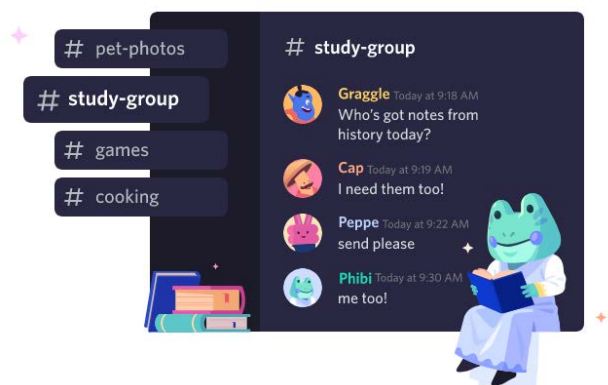 # pet-photos
# study-group
# games
# cooking
# study-group
Graggle Today at 9:18 AM
Who's got notes from
history today?
Cap Today at 9:19 AM
I need them too!
Peppe Today at 9:22 AM
send please
Phibi Today at 9:30 AM
me too!